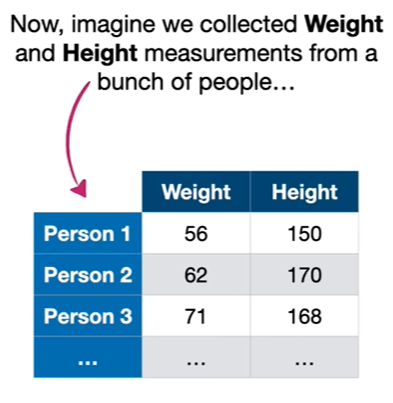 Now, imagine we collected Weight
and Height measurements from a
bunch of people...
Weight Height
Person 1 56 150
Person 2 62 170
Person 3 71 168
... ... ...